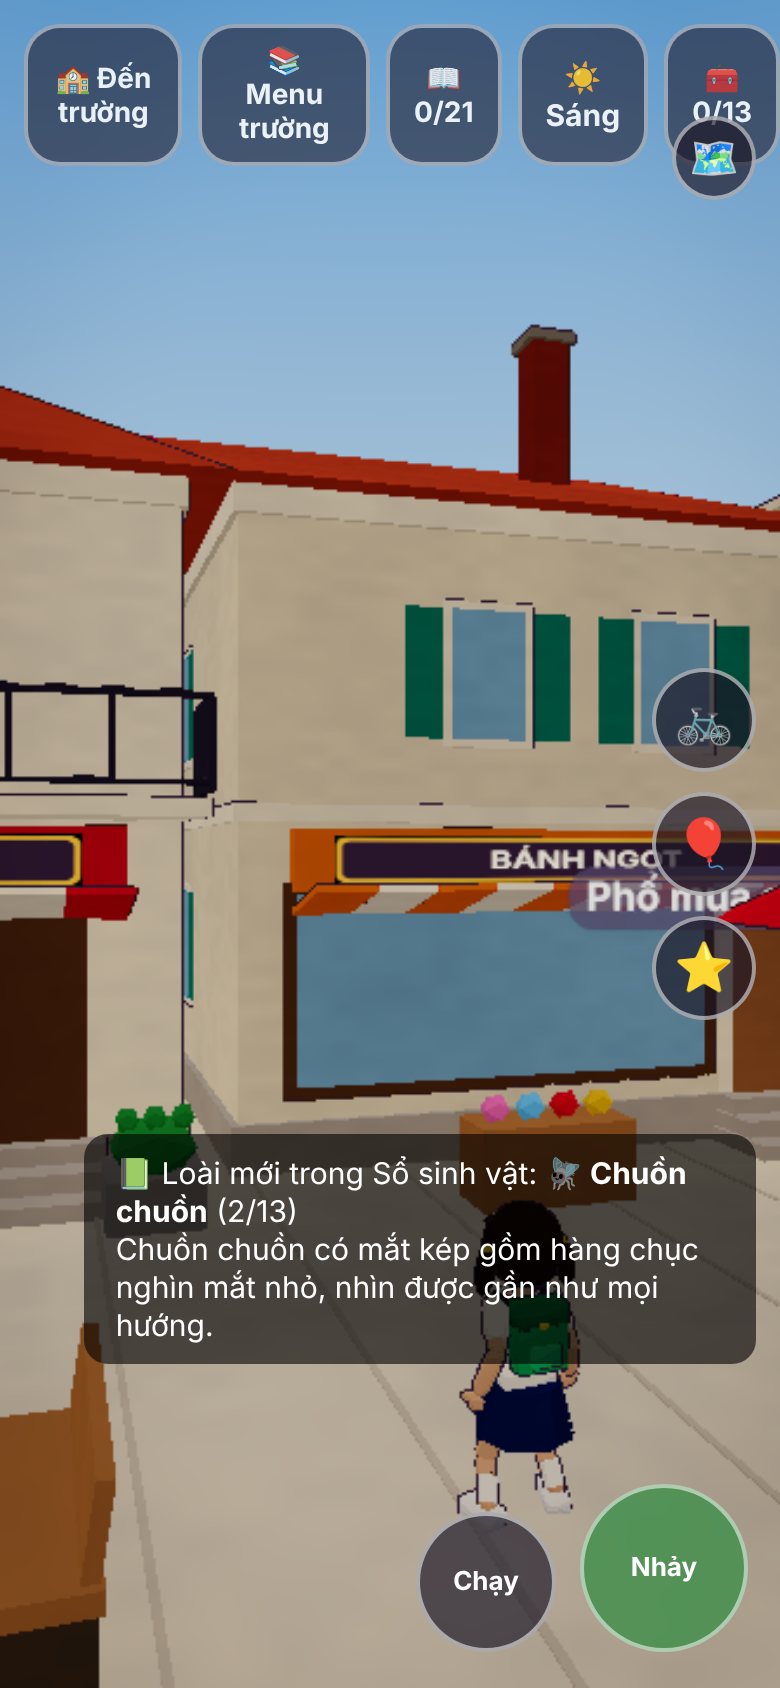 Đến
trường
Menu
trường
0/21
Sáng
0/13
BÁNH NGỌT
Phố mua
Loài mới trong Sổ sinh vật: Chuồn
chuồn (2/13)
Chuồn chuồn có mắt kép gồm hàng chục
nghìn mắt nhỏ, nhìn được gần như mọi
hướng.
Chạy
Nhảy